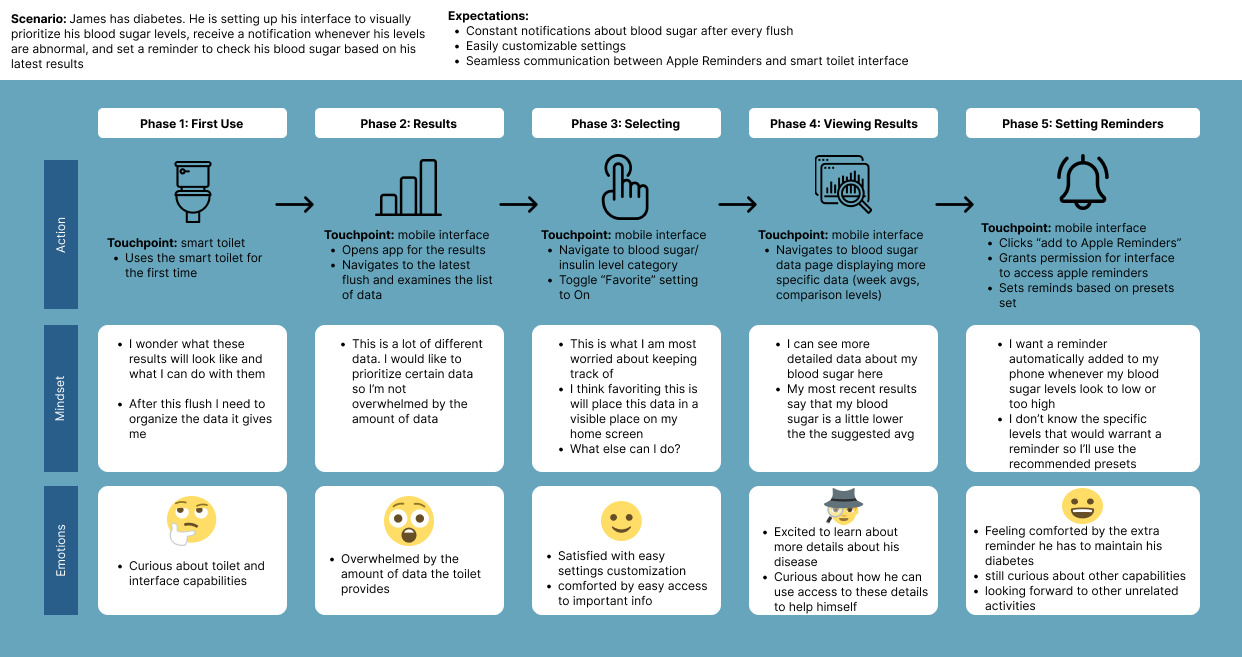 Scenario: James has diabetes. He is setting up his interface to visually
prioritize his blood sugar levels, receive a notification whenever his levels
are abnormal, and set a reminder to check his blood sugar based on his
latest results
Expectations:
• Constant notifications about blood sugar after every flush
• Easily customizable settings
• Seamless communication between Apple Reminders and smart toilet interface
Phase 1: First Use
Phase 2: Results
Phase 3: Selecting
Phase 4: Viewing Results
Phase 5: Setting Reminders
Action
Touchpoint: smart toilet
• Uses the smart toilet for
the first time
Touchpoint: mobile interface
• Opens app for the results
• Navigates to the latest
flush and examines the list
of data
Touchpoint: mobile interface
• Navigate to blood sugar/
insulin level category
• Toggle “Favorite” setting
to On
Touchpoint: mobile interface
• Navigates to blood sugar
data page displaying more
specific data (week avgs,
comparison levels)
Touchpoint: mobile interface
• Clicks “add to Apple Reminders”
• Grants permission for interface
to access apple reminders
• Sets reminds based on presets
set
Mindset
• I wonder what these
results will look like and
what I can do with them
• After this flush I need to
organize the data it gives
me
• This is a lot of different
data. I would like to
prioritize certain data
so I’m not
overwhelmed by the
amount of data
• This is what I am most
worried about keeping
track of
• I think favoriting this is
will place this data in a
visible place on my
home screen
• What else can I do?
• I can see more
detailed data about my
blood sugar here
• My most recent results
say that my blood
sugar is a little lower
the the suggested avg
• I want a reminder
automatically added to my
phone whenever my blood
sugar levels look to low or
too high
• I don’t know the specific
levels that would warrant a
reminder so I’ll use the
recommended presets
Emotions
• Curious about toilet and
interface capabilities
• Overwhelmed by the
amount of data the toilet
provides
• Satisfied with easy
settings customization
• comforted by easy access
to important info
• Excited to learn about
more details about his
disease
• Curious about how he can
use access to these details
to help himself
• Feeling comforted by the extra
reminder he has to maintain his
diabetes
• still curious about other capabilities
• looking forward to other unrelated
activities